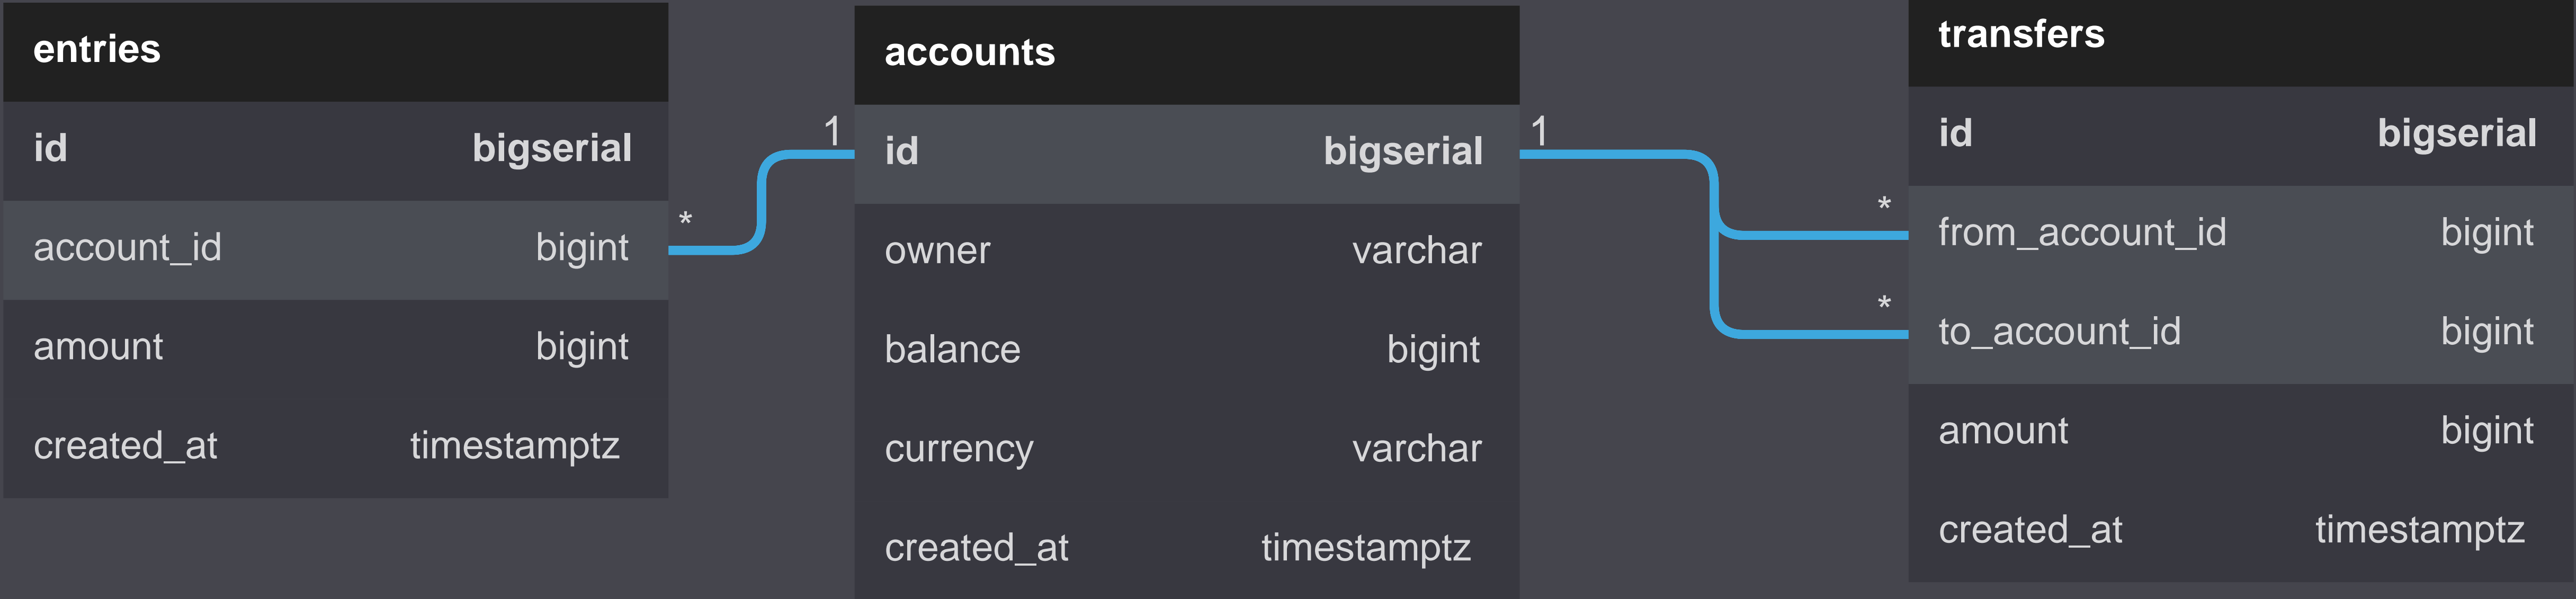 entries
id bigserial
account_id bigint
amount bigint
created_at timestamptz
1
*
accounts
id bigserial
owner varchar
balance bigint
currency varchar
created_at timestamptz
1
*
*
transfers
id bigserial
from_account_id bigint
to_account_id bigint
amount bigint
created_at timestamptz